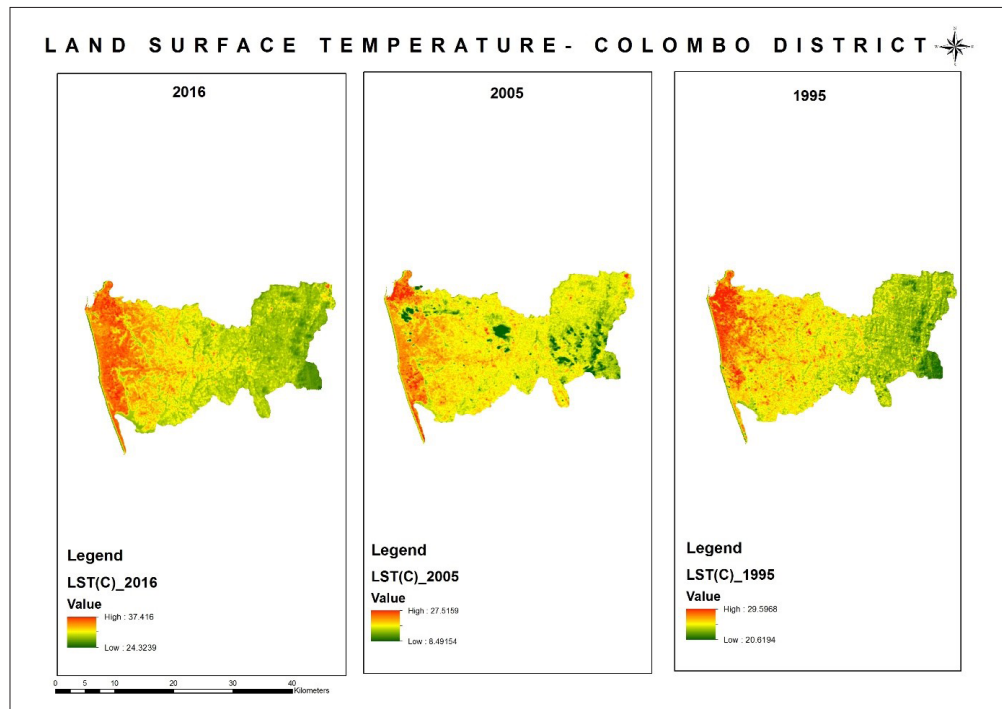 LAND SURFACE TEMPERATURE- COLOMBO DISTRICT
2016
Legend
LST(C)_2016
Value
High : 37.416
Low : 24.3239
0 5 10 20 30 40
Kilometers
2005
Legend
LST(C)_2005
Value
High : 27.5159
Low : 8.49154
1995
Legend
LST(C)_1995
Value
High : 29.5968
Low : 20.6194